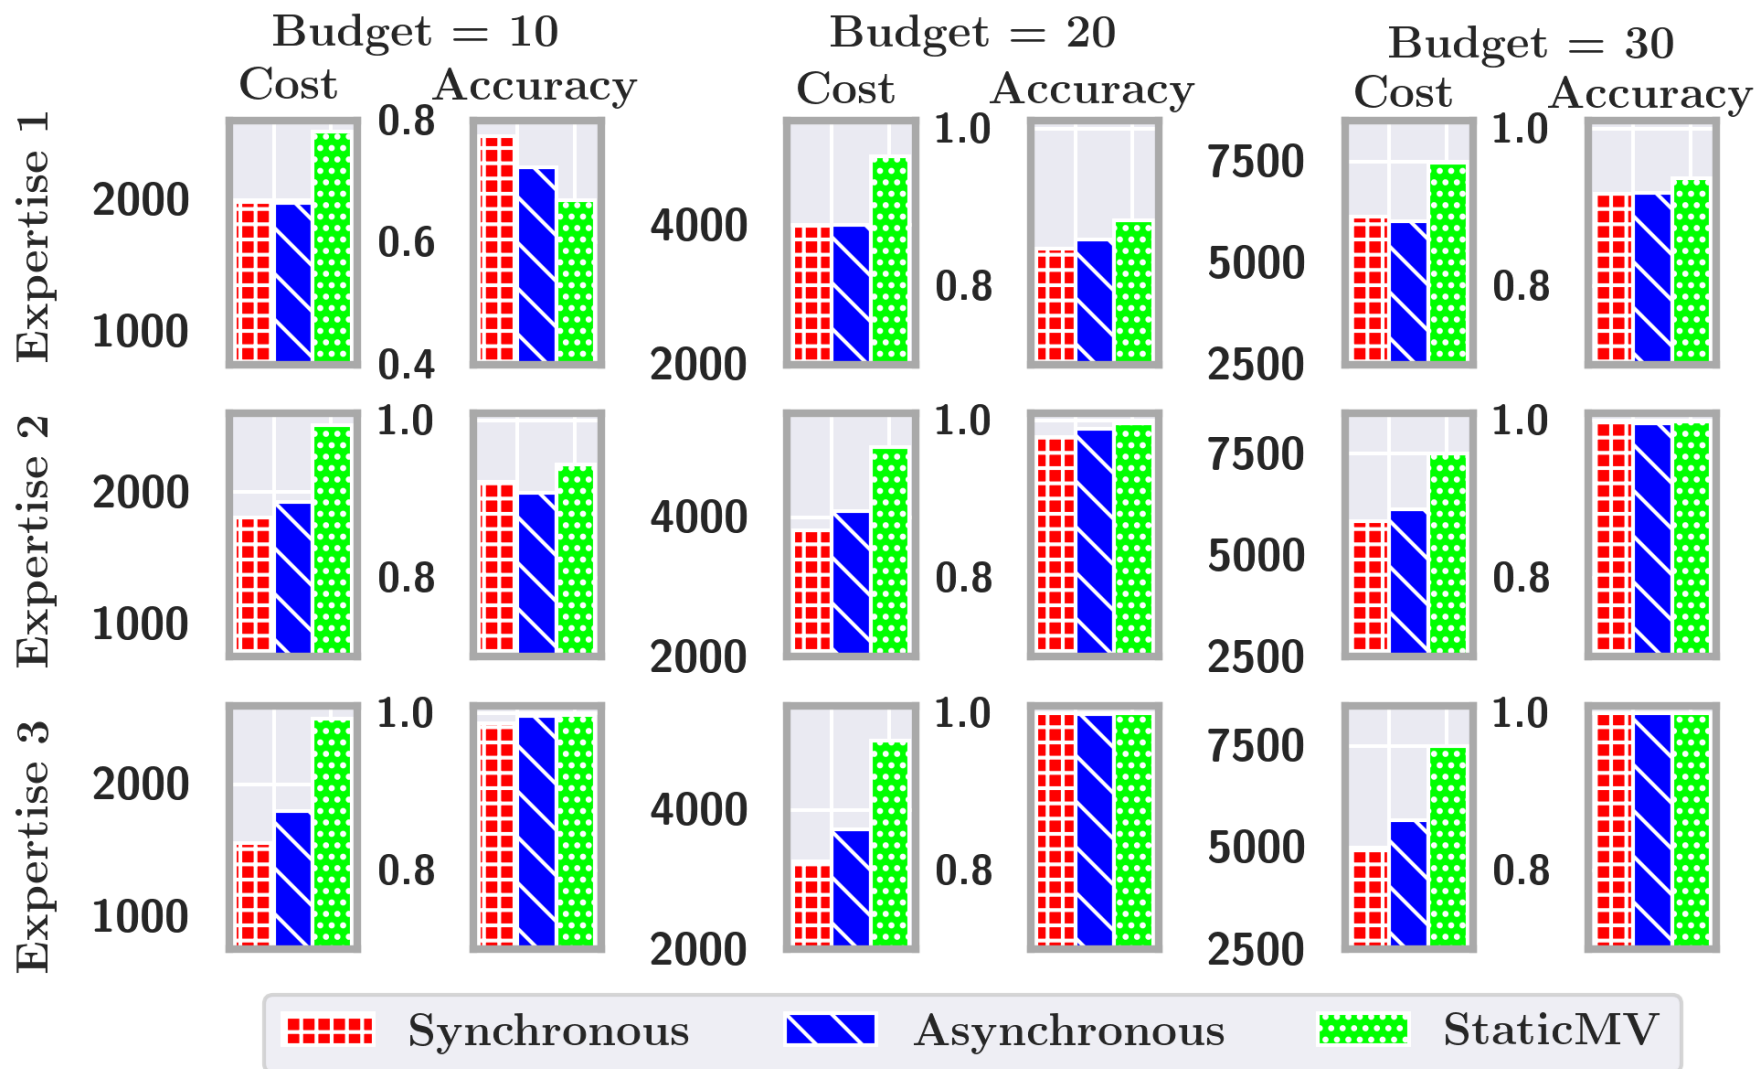 Budget = 10
Budget = 20
Budget = 30
Cost
Accuracy
Cost
Accuracy
Cost
Accuracy
Expertise 1
2000
1000
0.8
0.6
0.4
4000
2000
1.0
0.8
7500
5000
2500
1.0
0.8
Expertise 2
2000
1000
1.0
0.8
4000
2000
1.0
0.8
7500
5000
2500
1.0
0.8
Expertise 3
2000
1000
1.0
0.8
4000
2000
1.0
0.8
7500
5000
2500
1.0
0.8
Synchronous
Asynchronous
StaticMV